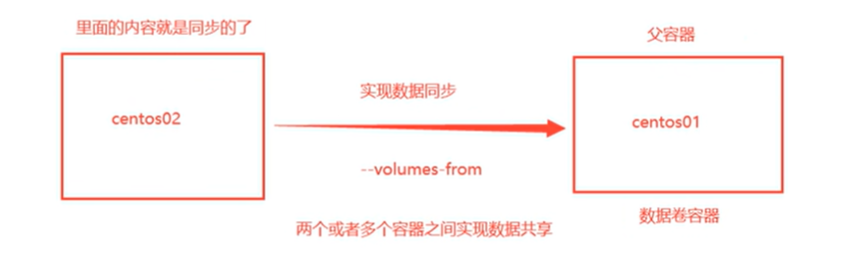 里面的内容就是同步的了
父容器
实现数据同步
centos02
centos01
--volumes-from
数据卷容器
两个或者多个容器之间实现数据共享